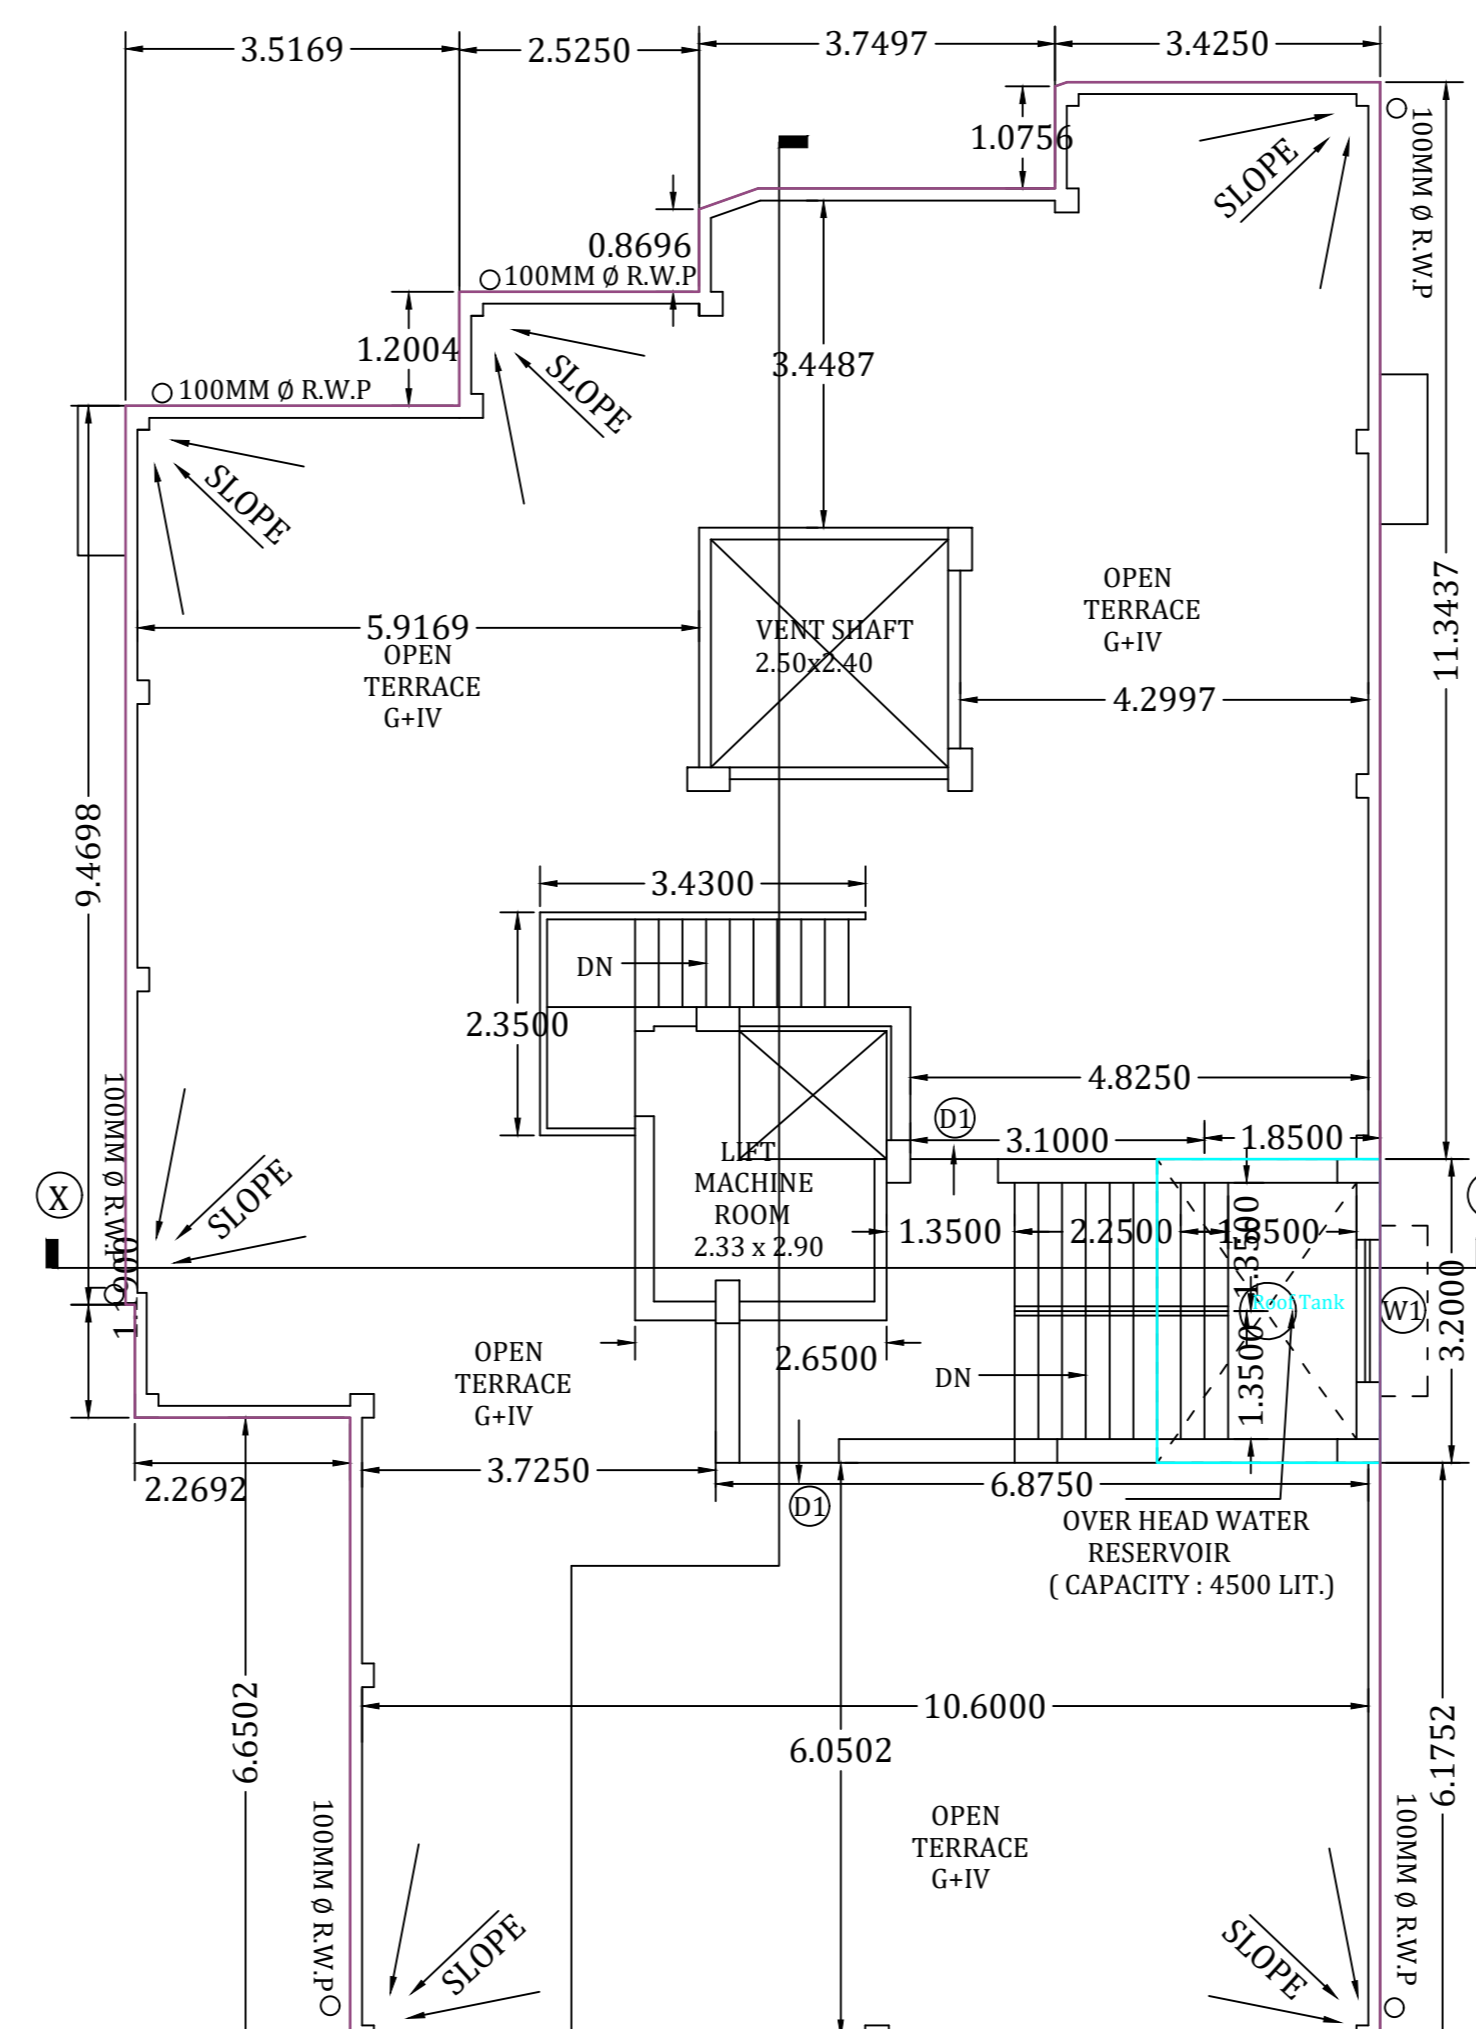 3.5169
2.5250
3.7497
3.4250
1.0756
100MM Ø R.W.P
SLOPE
0.8696
100MM Ø R.W.P
1.2004
3.4487
SLOPE
100MM Ø R.W.P
SLOPE
11.3437
OPEN
TERRACE
G+IV
5.9169
OPEN
TERRACE
G+IV
VENT SHAFT
2.50x2.40
4.2997
9.4698
3.4300
DN
2.3500
4.8250
D1
3.1000
1.8500
100MM Ø R.W.P
LIFT
MACHINE
ROOM
2.33 x 2.90
X
SLOPE
1.3500
2.2500
1.3500
Roof Tank
W1
3.2000
OPEN
TERRACE
G+IV
2.6500
DN
1.3500
2.2692
3.7250
6.8750
D1
OVER HEAD WATER
RESERVOIR
( CAPACITY : 4500 LIT.)
6.6502
10.6000
6.0502
6.1752
OPEN
TERRACE
G+IV
100MM Ø R.W.P
SLOPE
SLOPE
100MM Ø R.W.P